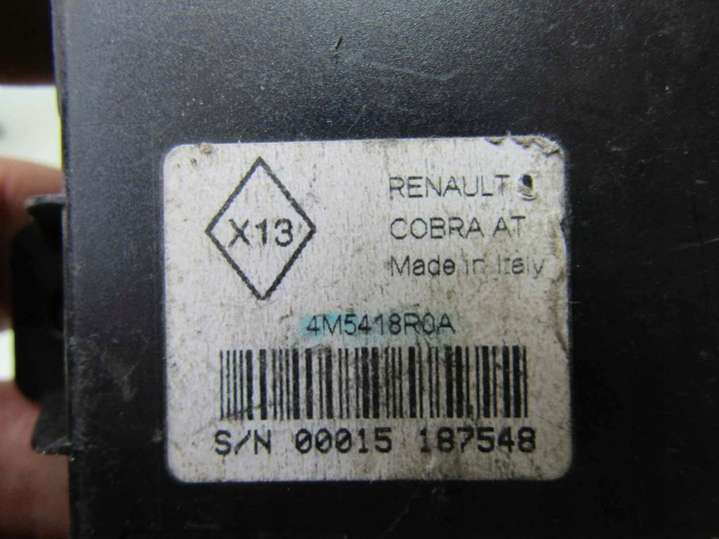 X13
RENAULT
COBRA AT
Made in Italy
4M5418R0A
S/N 00015 187548